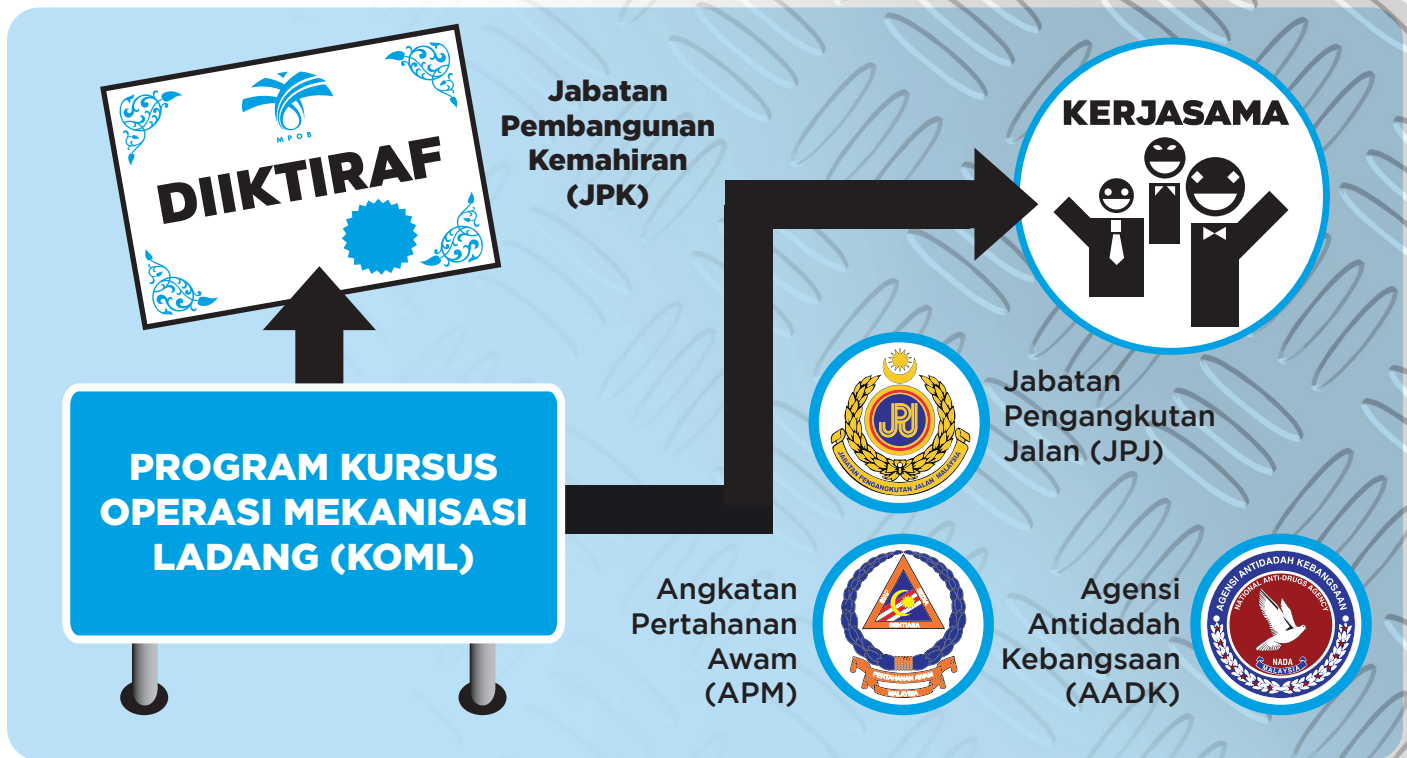 MPOB
DIIKTIRAF
Jabatan
Pembangunan
Kemahiran
(JPK)
KERJASAMA
PROGRAM KURSUS
OPERASI MEKANISASI
LADANG (KOML)
JPJ
JABATAN PENGANGKUTAN JALAN MALAYSIA
Jabatan
Pengangkutan
Jalan (JPJ)
Angkatan
Pertahanan
Awam
(APM)
SENTIASA
PERTAHANAN AWAM
MALAYSIA
Agensi
Antidadah
Kebangsaan
(AADK)
AGENSI ANTIDADAH KEBANGSAAN
NATIONAL ANTI-DRUGS AGENCY
NADA
MALAYSIA